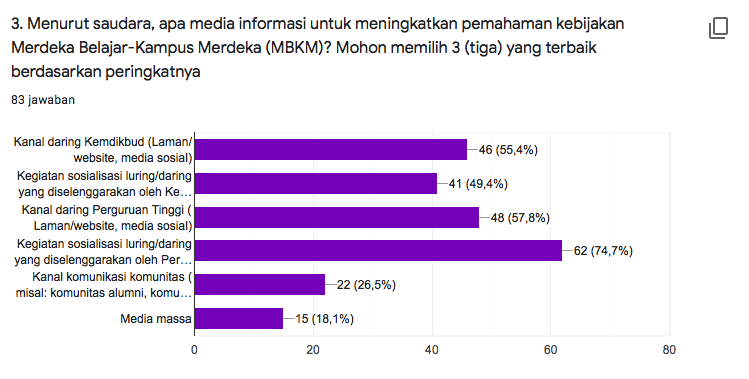 3. Menurut saudara, apa media informasi untuk meningkatkan pemahaman kebijakan
Merdeka Belajar-Kampus Merdeka (MBKM)? Mohon memilih 3 (tiga) yang terbaik
berdasarkan peringkatnya
83 jawaban
Kanal daring Kemdikbud (Laman/
website, media sosial)
46 (55,4%)
Kegiatan sosialisasi luring/daring
yang diselenggarakan oleh Ke…
41 (49,4%)
Kanal daring Perguruan Tinggi (
Laman/website, media sosial)
48 (57,8%)
Kegiatan sosialisasi luring/daring
yang diselenggarakan oleh Per…
62 (74,7%)
Kanal komunikasi komunitas (
misal: komunitas alumni, komu…
22 (26,5%)
Media massa
15 (18,1%)
0 20 40 60 80